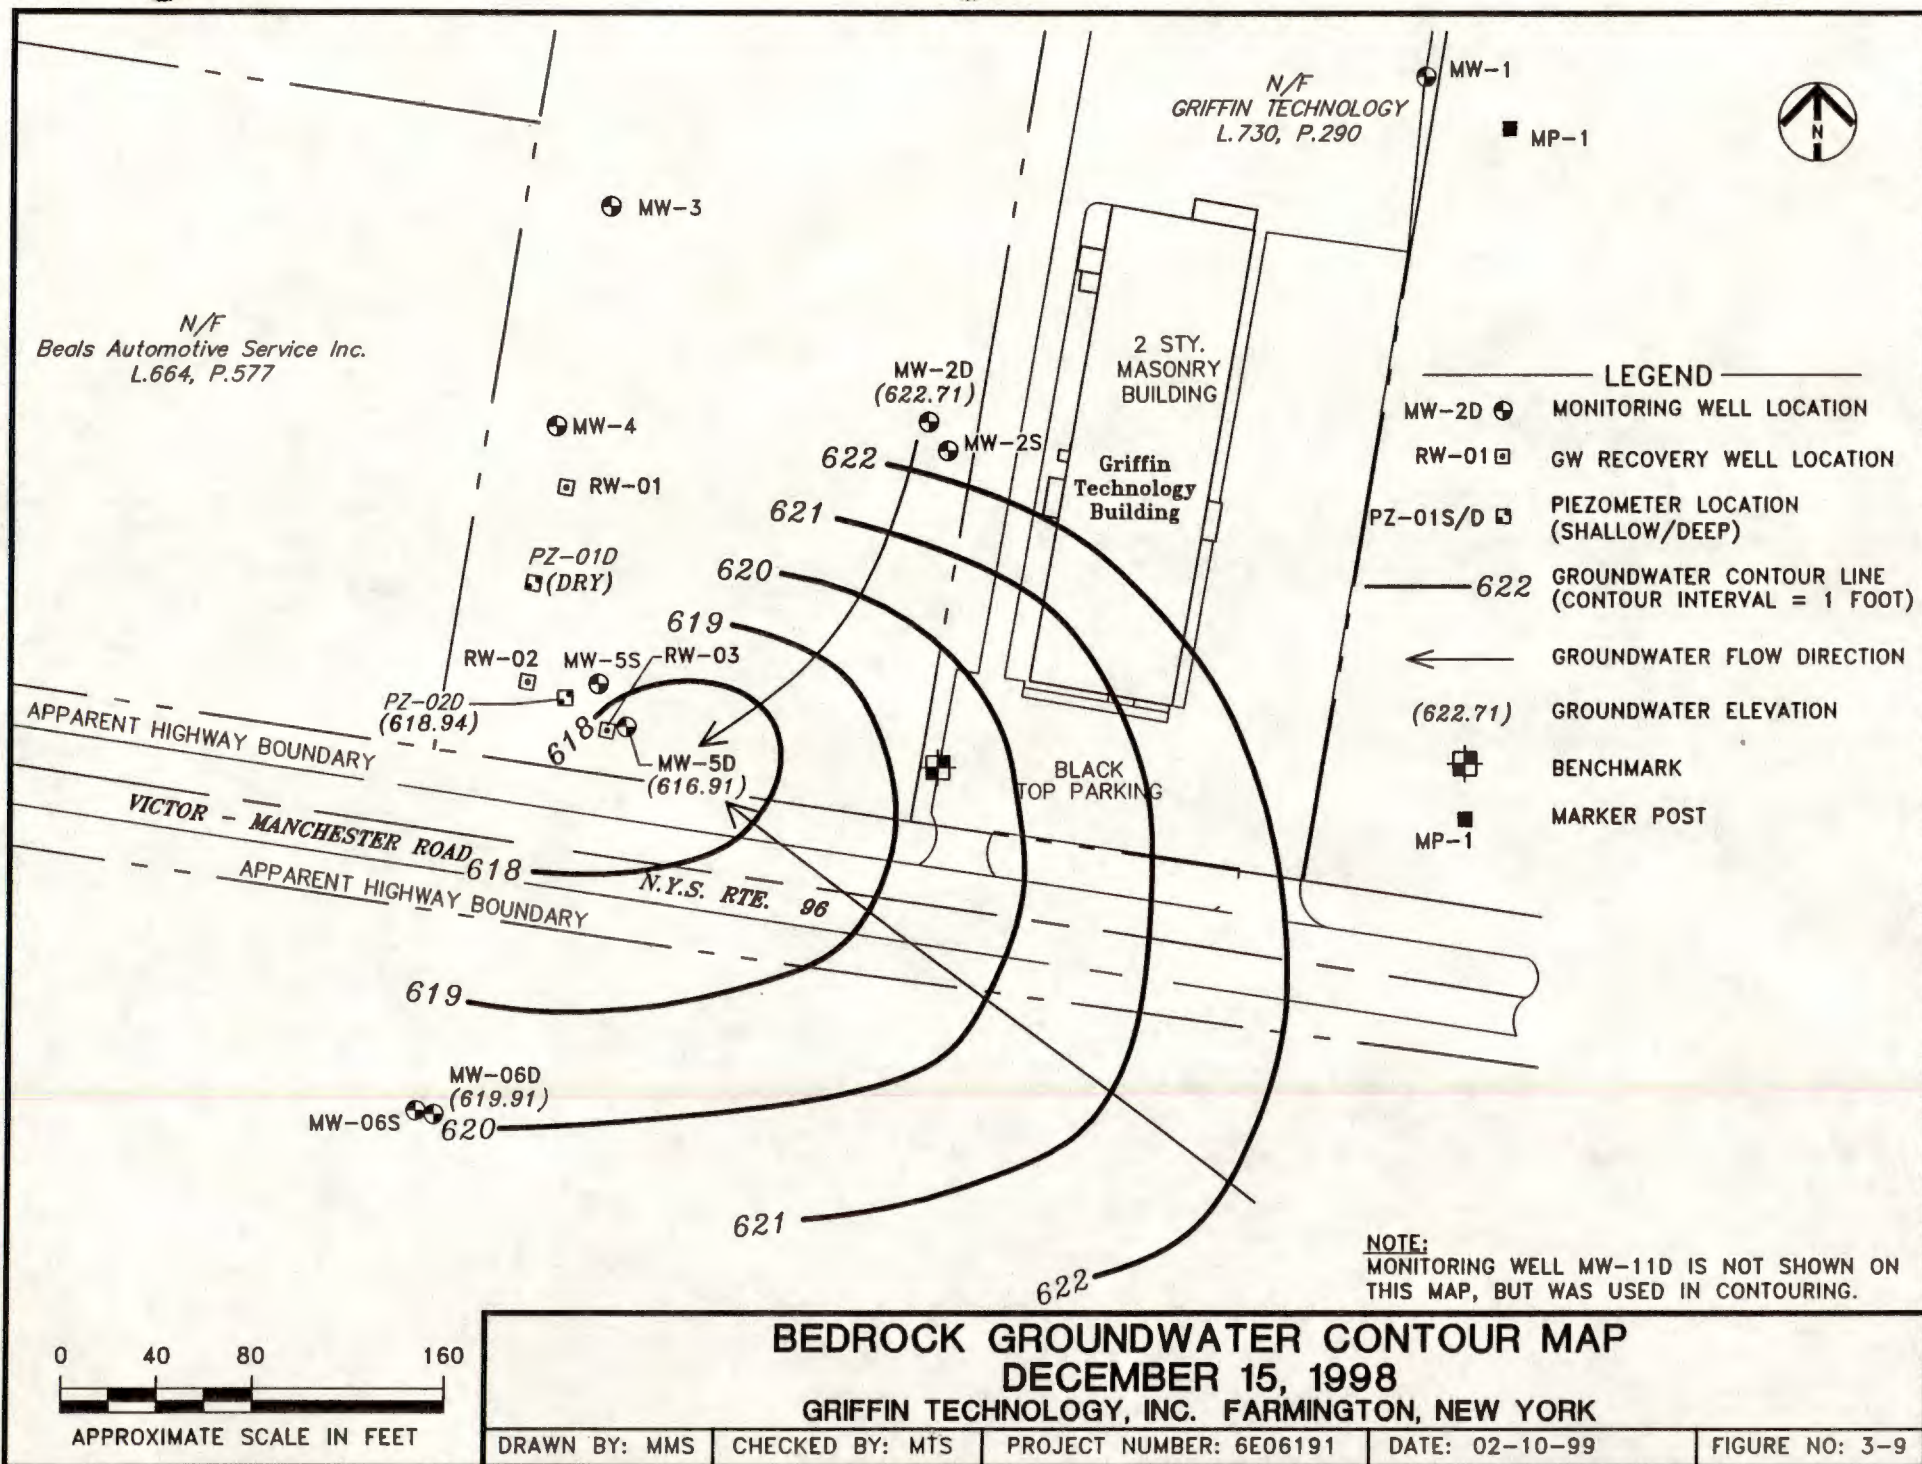 N/F
GRIFFIN TECHNOLOGY
L.730, P.290
MW-1
MP-1
N
MW-3
N/F
Beals Automotive Service Inc.
L.664, P.577
2 STY.
MASONRY
BUILDING
Griffin
Technology
Building
MW-2D
(622.71)
MW-2S
MW-4
RW-01
622
621
620
619
618
PZ-01D
(DRY)
RW-02
MW-5S
RW-03
PZ-02D
(618.94)
MW-5D
(616.91)
APPARENT HIGHWAY BOUNDARY
VICTOR - MANCHESTER ROAD
618
N.Y.S. RTE. 96
APPARENT HIGHWAY BOUNDARY
BLACK
TOP PARKING
619
MW-06D
(619.91)
MW-06S
620
621
622
LEGEND
MW-2D MONITORING WELL LOCATION
RW-01 GW RECOVERY WELL LOCATION
PZ-01S/D PIEZOMETER LOCATION
(SHALLOW/DEEP)
622 GROUNDWATER CONTOUR LINE
(CONTOUR INTERVAL = 1 FOOT)
GROUNDWATER FLOW DIRECTION
(622.71) GROUNDWATER ELEVATION
BENCHMARK
MP-1 MARKER POST
NOTE:
MONITORING WELL MW-11D IS NOT SHOWN ON
THIS MAP, BUT WAS USED IN CONTOURING.
0 40 80 160
APPROXIMATE SCALE IN FEET
BEDROCK GROUNDWATER CONTOUR MAP
DECEMBER 15, 1998
GRIFFIN TECHNOLOGY, INC. FARMINGTON, NEW YORK
DRAWN BY: MMS
CHECKED BY: MTS
PROJECT NUMBER: 6E06191
DATE: 02-10-99
FIGURE NO: 3-9